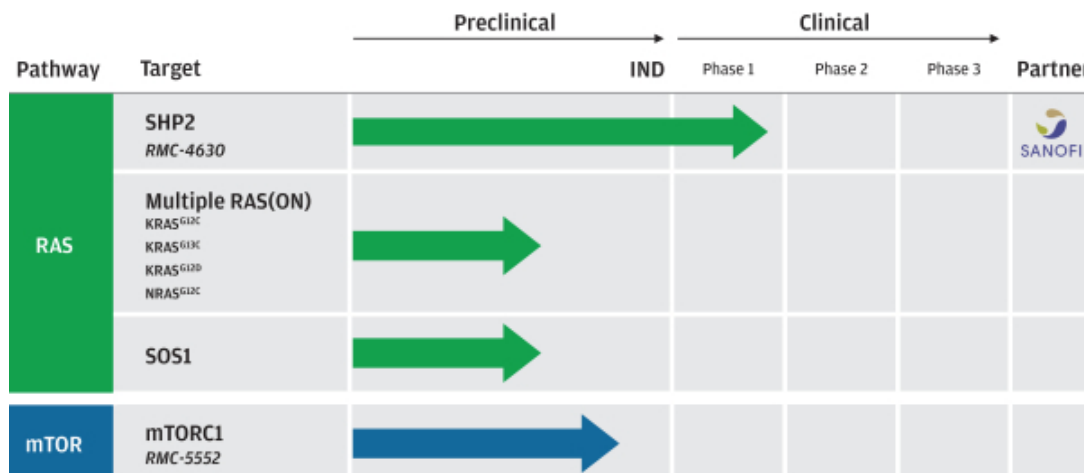 Preclinical Clinical
Pathway Target IND Phase 1 Phase 2 Phase 3 Partner
RAS
SHP2
RMC-4630
SANOFI
Multiple RAS(ON)
KRASG12C
KRASG13C
KRASG12D
NRASG12C
SOS1
mTOR
mTORC1
RMC-5552